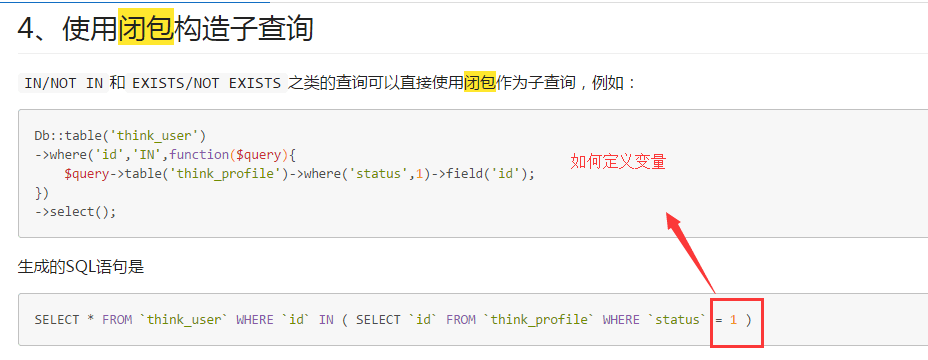 4、使用闭包构造子查询
IN/NOT IN 和 EXISTS/NOT EXISTS 之类的查询可以直接使用闭包作为子查询，例如：
Db::table('think_user')
->where('id','IN',function($query){
$query->table('think_profile')->where('status',1)->field('id');
})
->select();
如何定义变量
生成的SQL语句是
SELECT * FROM `think_user` WHERE `id` IN ( SELECT `id` FROM `think_profile` WHERE `status` = 1 )